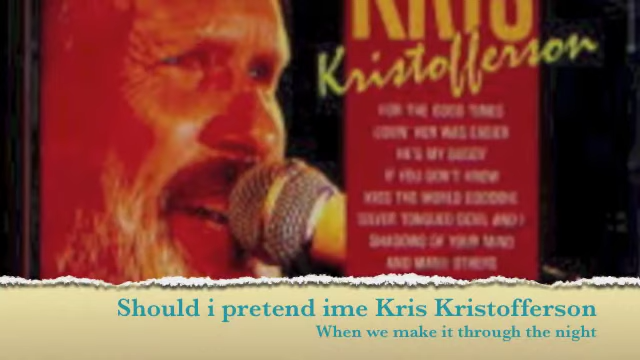 KRIS
Kristofferson
FOR THE GOOD TIMES
LOVIN' HER WAS EASIER
HE'S MY BUDDY
IF YOU DON'T KNOW
KISS THE WORLD GOODBYE
SILVER TONGUED DEVIL AND I
SHADOWS OF YOUR MIND
AND MANY OTHERS
Should i pretend ime Kris Kristofferson
When we make it through the night